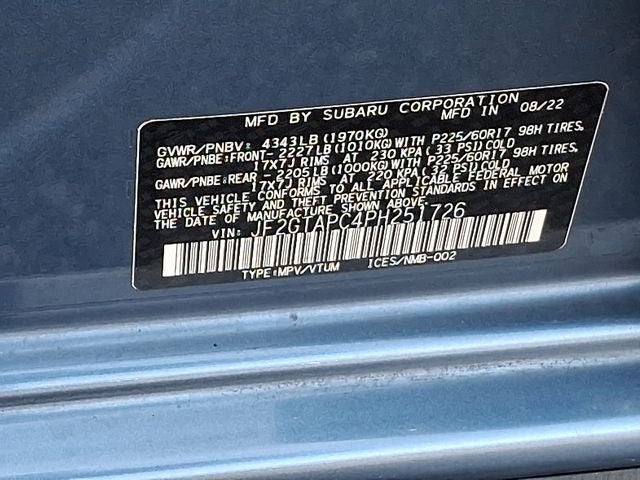 MFD BY SUBARU CORPORATION
MFD IN 08/22
GVWR/PNBV: 4343LB (1970KG)
GAWR/PNBE:FRONT- 2227LB (1010KG) WITH P225/60R17 98H TIRES,
17X7J RIMS AT 230 KPA ( 33 PSI) COLD
GAWR/PNBE:REAR - 2205LB (1000KG) WITH P225/60R17 98H TIRES,
17X7J RIMS AT 220 KPA ( 32 PSI) COLD
THIS VEHICLE CONFORMS TO ALL APPLICABLE FEDERAL MOTOR
VEHICLE SAFETY AND THEFT PREVENTION STANDARDS IN EFFECT
ON THE DATE OF MANUFACTURE SHOWN ABOVE.
VIN: JF2GTAPC4PH251726
TYPE:MPV/VTUM ICES/NMB-002